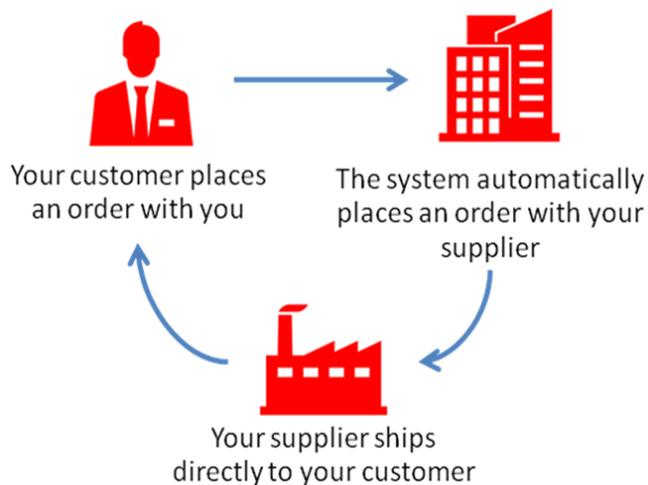 Your customer places
an order with you
The system automatically
places an order with your
supplier
Your supplier ships
directly to your customer